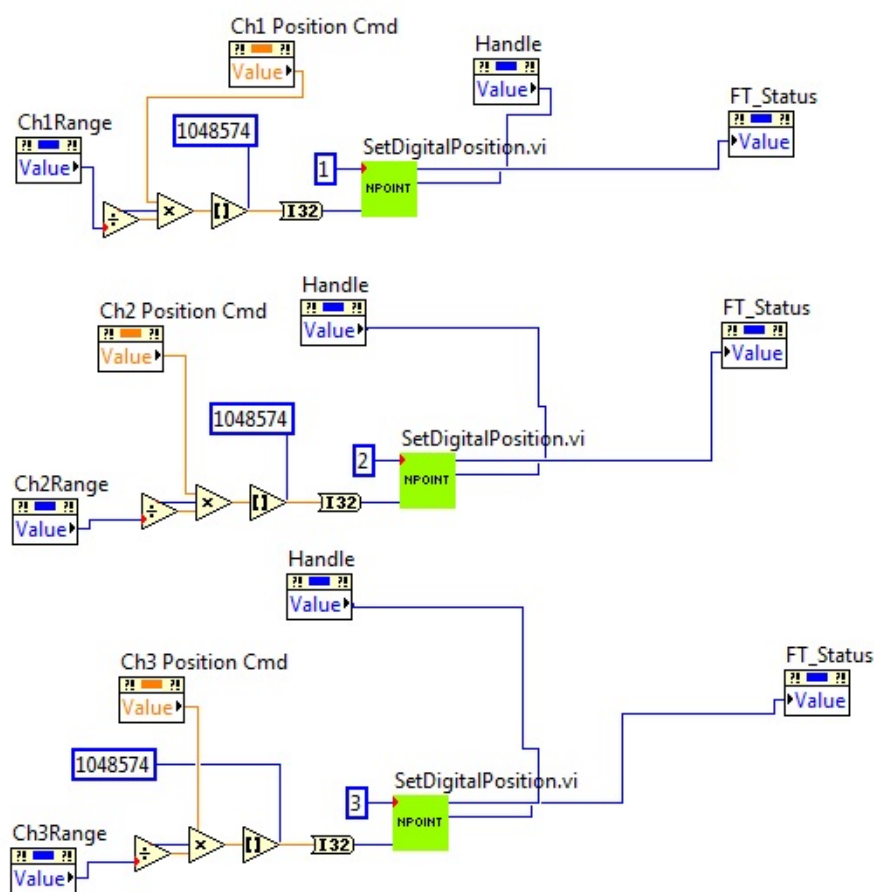 Ch1 Position Cmd
?! ?!
Value
Handle
?! ?!
Value
FT_Status
?! ?!
Value
Ch1Range
?! ?!
Value
1048574
SetDigitalPosition.vi
1
NPOINT
÷
×
[]
I32
Handle
?! ?!
Value
Ch2 Position Cmd
?! ?!
Value
FT_Status
?! ?!
Value
1048574
SetDigitalPosition.vi
2
NPOINT
Ch2Range
?! ?!
Value
÷
×
[]
I32
Handle
?! ?!
Value
Ch3 Position Cmd
?! ?!
Value
FT_Status
?! ?!
Value
1048574
SetDigitalPosition.vi
3
NPOINT
Ch3Range
?! ?!
Value
÷
×
[]
I32